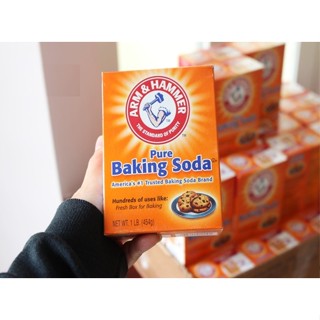 ARM & HAMMER
THE STANDARD OF PURITY
Pure
Baking Soda
America's #1 Trusted Baking Soda Brand
Hundreds of uses like:
Fresh Box for Baking
NET WT. 1 LB. (454g)